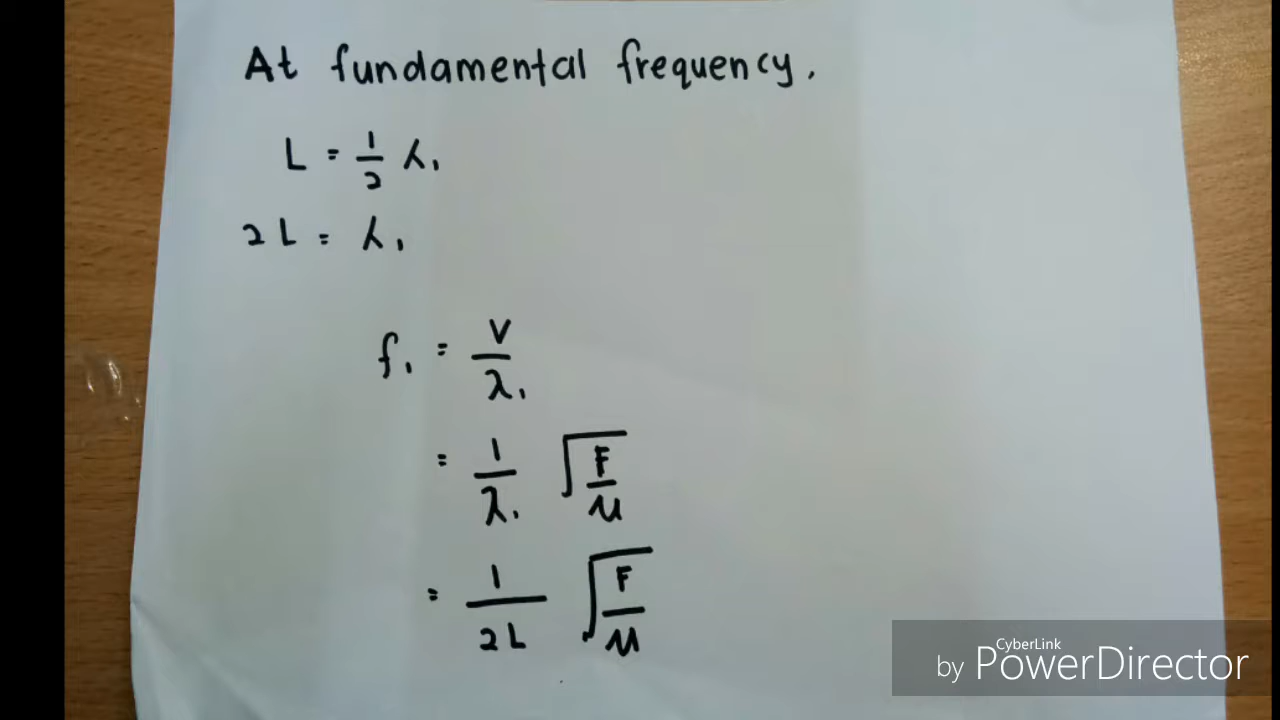 At fundamental frequency.
L = 1/2 λ₁
2L = λ₁
f₁ = V/λ₁
= 1/λ₁ √(F/μ)
= 1/2L √(F/μ)
CyberLink
by PowerDirector